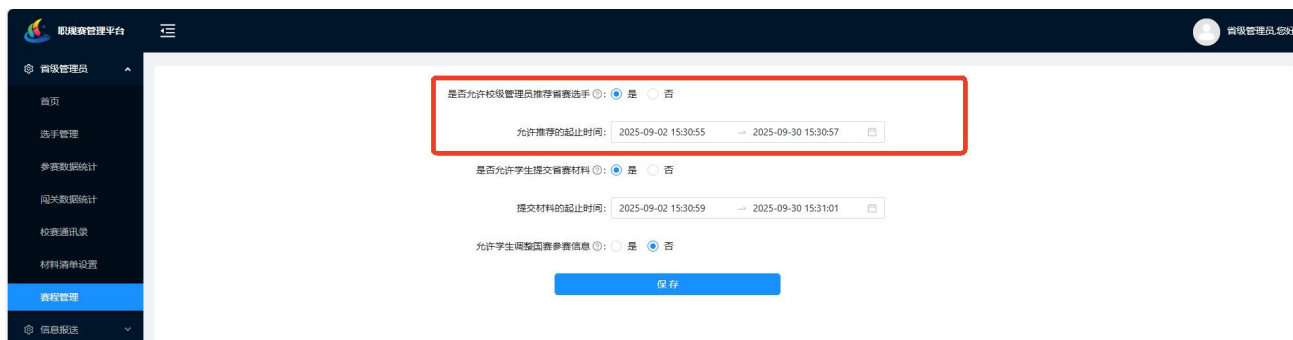 职规赛管理平台
省级管理员,您好
省级管理员
首页
选手管理
参赛数据统计
闯关数据统计
校赛通讯录
材料清单设置
赛程管理
信息报送
是否允许校级管理员推荐省赛选手?: 是 否
允许推荐的起止时间: 2025-09-02 15:30:55 → 2025-09-30 15:30:57
是否允许学生提交省赛材料?: 是 否
提交材料的起止时间: 2025-09-02 15:30:59 → 2025-09-30 15:31:01
允许学生调整国赛参赛信息?: 是 否
保存